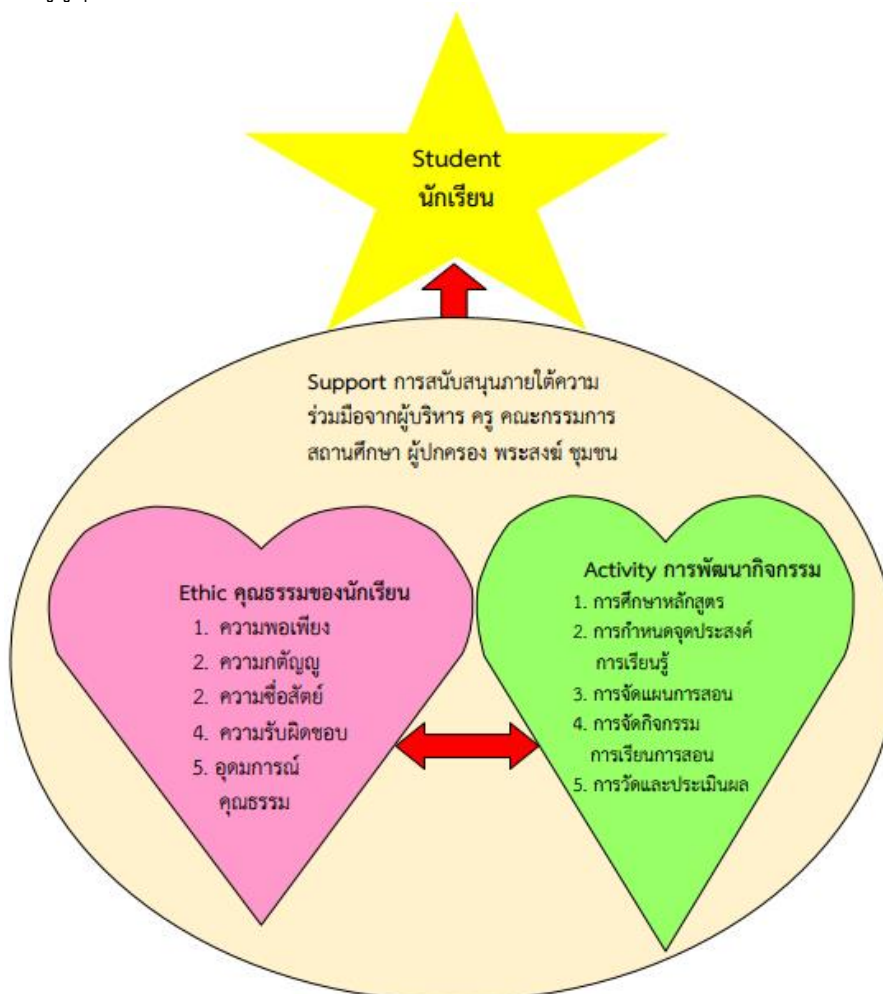 Student
นักเรียน
Support การสนับสนุนภายใต้ความ
ร่วมมือจากผู้บริหาร ครู คณะกรรมการ
สถานศึกษา ผู้ปกครอง พระสงฆ์ ชุมชน
Ethic คุณธรรมของนักเรียน
1. ความพอเพียง
2. ความกตัญญู
2. ความซื่อสัตย์
4. ความรับผิดชอบ
5. อุดมการณ์
คุณธรรม
Activity การพัฒนากิจกรรม
1. การศึกษาหลักสูตร
2. การกำหนดจุดประสงค์
การเรียนรู้
3. การจัดแผนการสอน
4. การจัดกิจกรรม
การเรียนการสอน
5. การวัดและประเมินผล